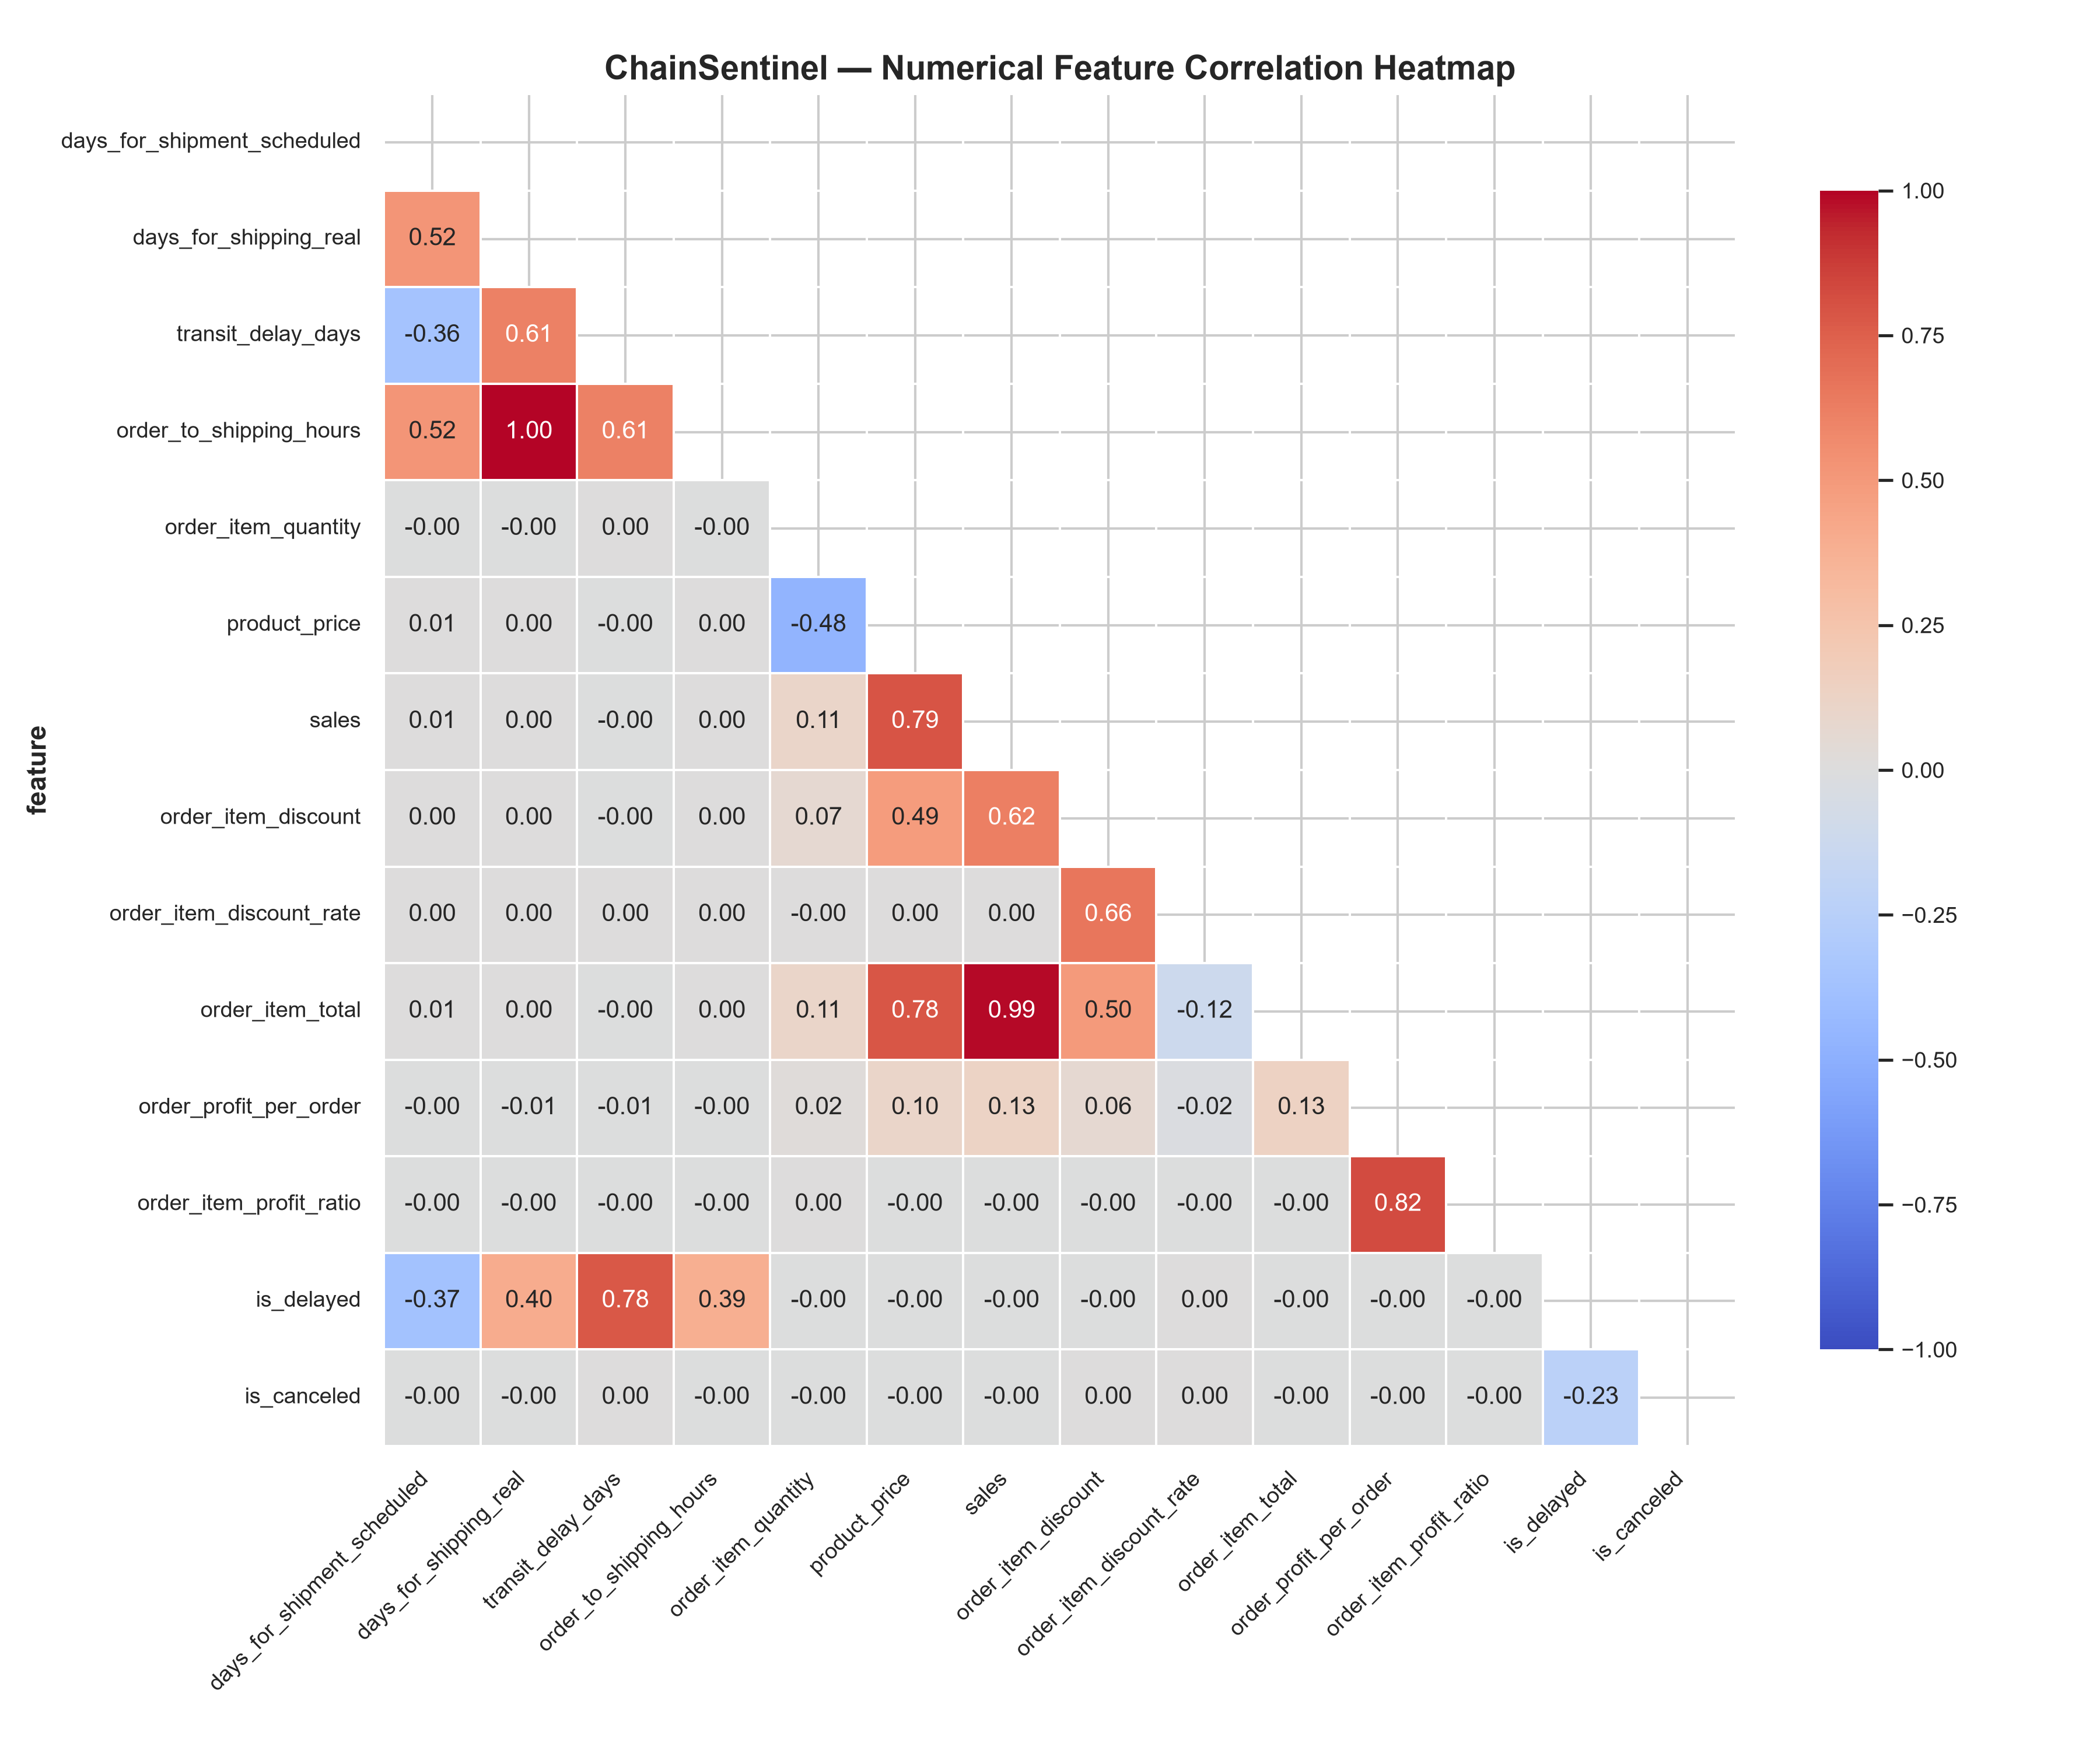 ChainSentinel — Numerical Feature Correlation Heatmap
feature
days_for_shipment_scheduled
days_for_shipping_real 0.52
transit_delay_days -0.36 0.61
order_to_shipping_hours 0.52 1.00 0.61
order_item_quantity -0.00 -0.00 0.00 -0.00
product_price 0.01 0.00 -0.00 0.00 -0.48
sales 0.01 0.00 -0.00 0.00 0.11 0.79
order_item_discount 0.00 0.00 -0.00 0.00 0.07 0.49 0.62
order_item_discount_rate 0.00 0.00 0.00 0.00 -0.00 0.00 0.00 0.66
order_item_total 0.01 0.00 -0.00 0.00 0.11 0.78 0.99 0.50 -0.12
order_profit_per_order -0.00 -0.01 -0.01 -0.00 0.02 0.10 0.13 0.06 -0.02 0.13
order_item_profit_ratio -0.00 -0.00 -0.00 -0.00 0.00 -0.00 -0.00 -0.00 -0.00 -0.00 0.82
is_delayed -0.37 0.40 0.78 0.39 -0.00 -0.00 -0.00 -0.00 0.00 -0.00 -0.00 -0.00
is_canceled -0.00 -0.00 0.00 -0.00 -0.00 -0.00 -0.00 0.00 0.00 -0.00 -0.00 -0.00 -0.23
days_for_shipment_scheduled
days_for_shipping_real
transit_delay_days
order_to_shipping_hours
order_item_quantity
product_price
sales
order_item_discount
order_item_discount_rate
order_item_total
order_profit_per_order
order_item_profit_ratio
is_delayed
is_canceled
1.00
0.75
0.50
0.25
0.00
−0.25
−0.50
−0.75
−1.00